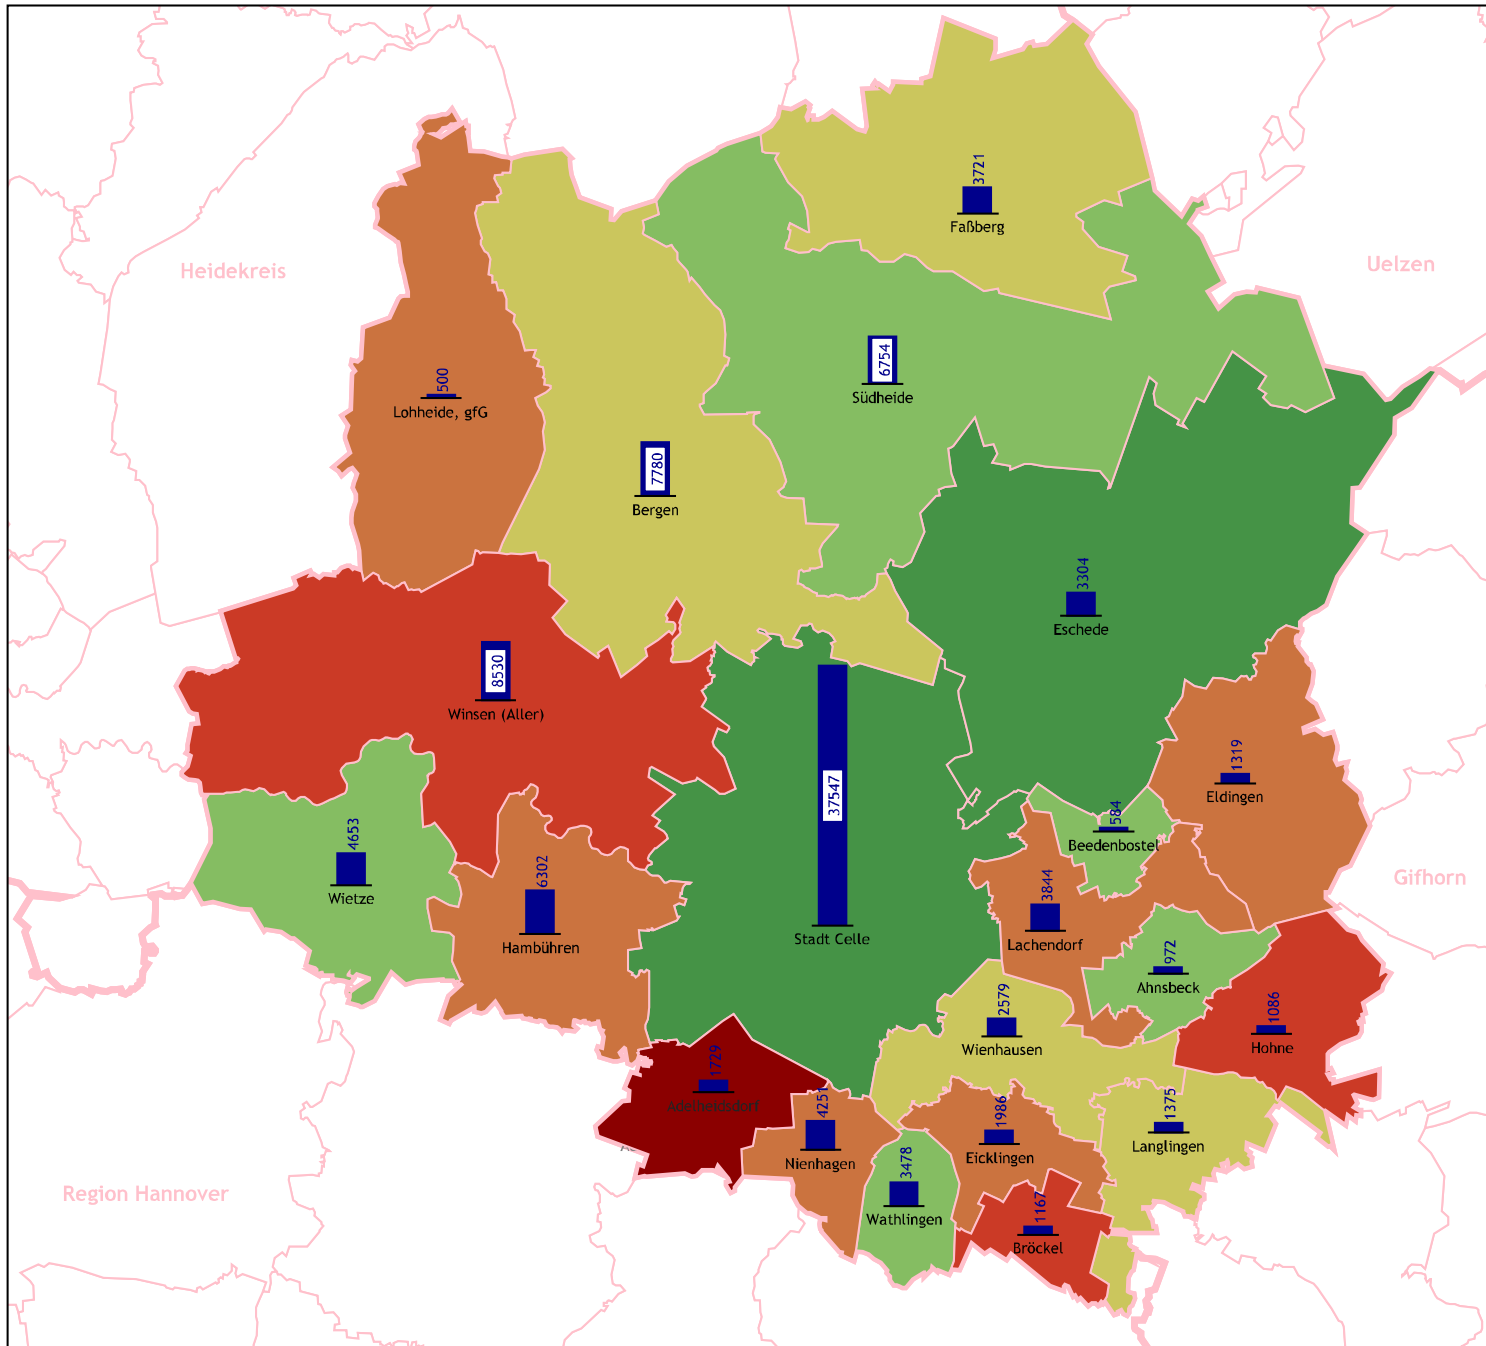 3721
Faßberg
Heidekreis
Uelzen
6754
Südheide
500
Lohheide, gfG
7780
Bergen
3304
Eschede
8530
Winsen (Aller)
37547
Stadt Celle
1319
Eldingen
584
Beedenbostel
4653
Wietze
6302
Hambühren
3844
Lachendorf
Gifhorn
972
Ahnsbeck
2579
Wienhausen
1086
Hohne
1729
Adelheidsdorf
4251
Nienhagen
1986
Eicklingen
1375
Langlingen
3478
Wathlingen
Region Hannover
1167
Bröckel